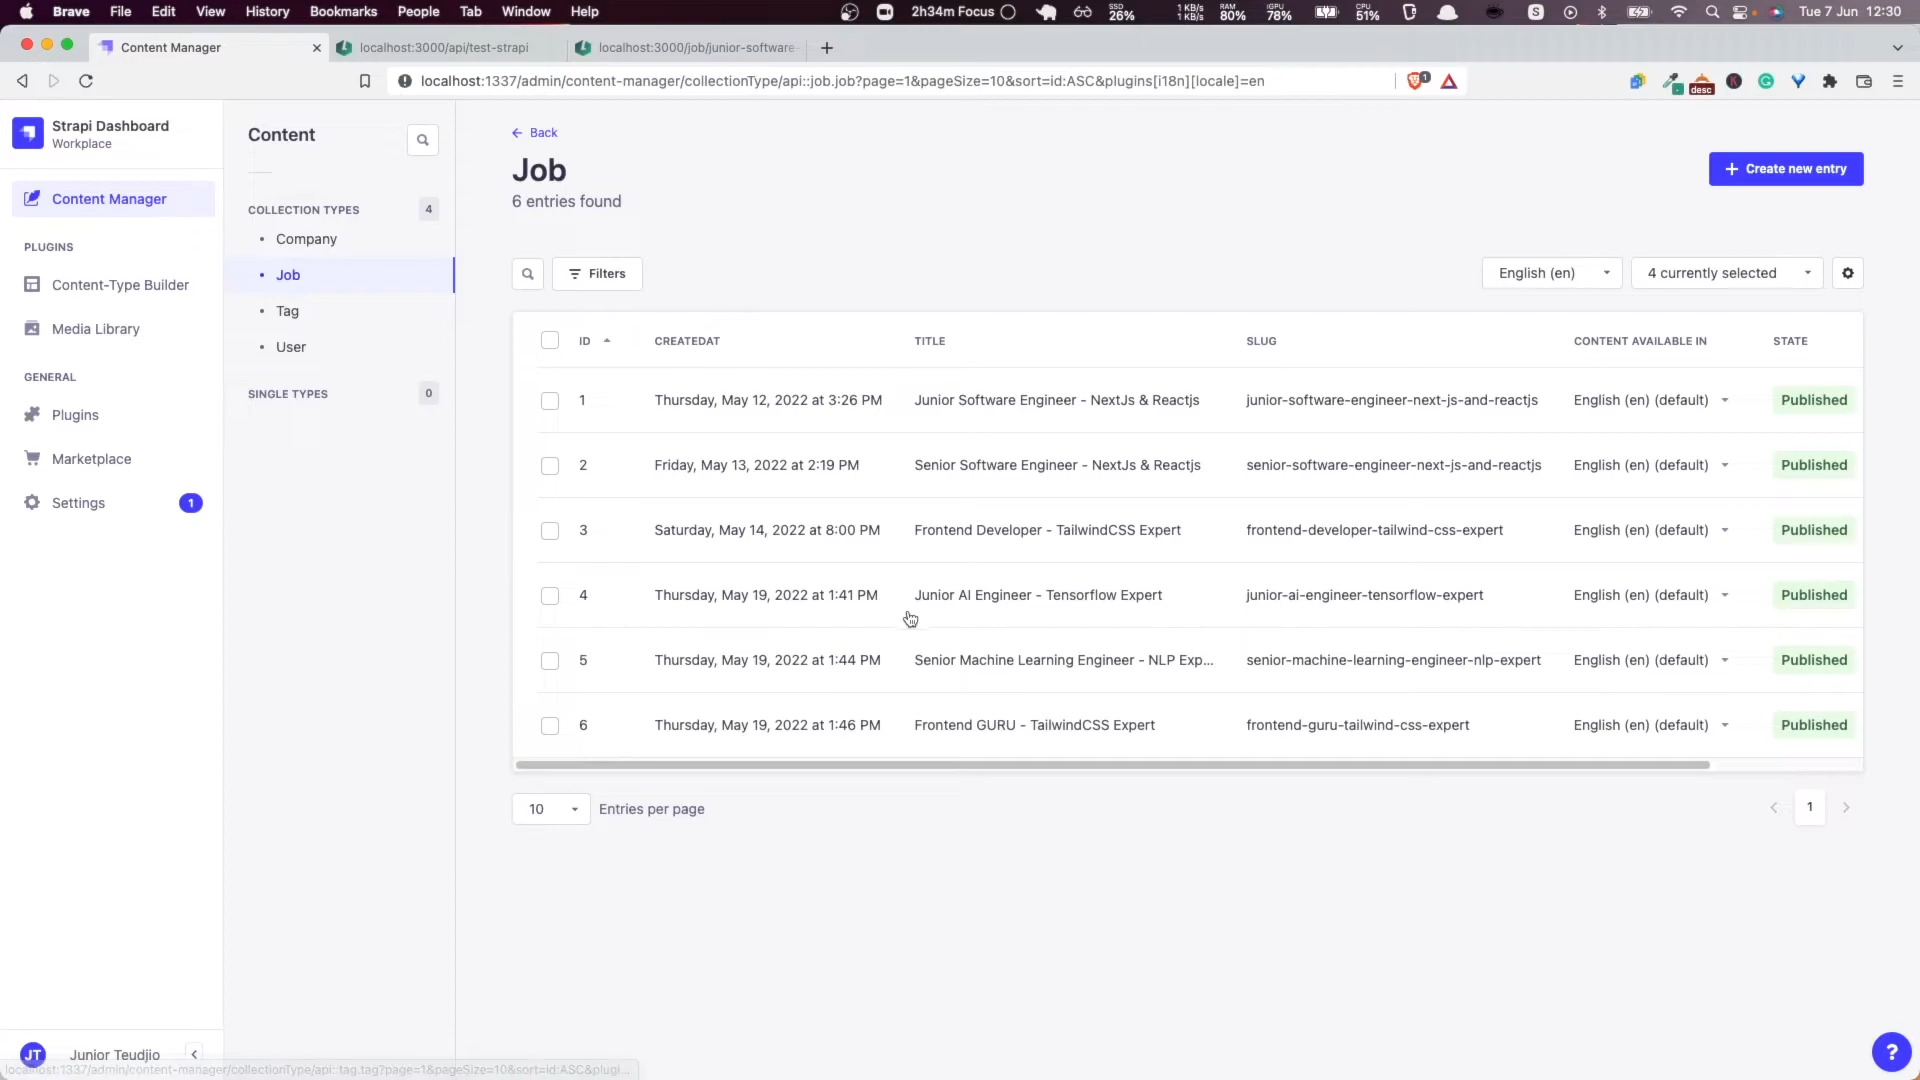 Brave File Edit View History Bookmarks People Tab Window Help 2h34m Focus SSD 26% 1 KB/s 1 KB/s RAM 80% iGPU 78% CPU 51% S Tue 7 Jun 12:30
Content Manager localhost:3000/api/test-strapi localhost:3000/job/junior-software-
localhost:1337/admin/content-manager/collectionType/api::job.job?page=1&pageSize=10&sort=id:ASC&plugins[i18n][locale]=en 1 desc K
Strapi Dashboard
Workplace
Content Manager
PLUGINS
Content-Type Builder
Media Library
GENERAL
Plugins
Marketplace
Settings 1
JT Junior Teudjio
localhost:1337/admin/content-manager/collectionType/api::tag.tag?page=1&pageSize=10&sort=id:ASC&plugi...
Content
COLLECTION TYPES 4
Company
Job
Tag
User
SINGLE TYPES 0
Back
Job
6 entries found
Create new entry
Filters
English (en)
4 currently selected
ID CREATEDAT TITLE SLUG CONTENT AVAILABLE IN STATE
1 Thursday, May 12, 2022 at 3:26 PM Junior Software Engineer - NextJs & Reactjs junior-software-engineer-next-js-and-reactjs English (en) (default) Published
2 Friday, May 13, 2022 at 2:19 PM Senior Software Engineer - NextJs & Reactjs senior-software-engineer-next-js-and-reactjs English (en) (default) Published
3 Saturday, May 14, 2022 at 8:00 PM Frontend Developer - TailwindCSS Expert frontend-developer-tailwind-css-expert English (en) (default) Published
4 Thursday, May 19, 2022 at 1:41 PM Junior AI Engineer - Tensorflow Expert junior-ai-engineer-tensorflow-expert English (en) (default) Published
5 Thursday, May 19, 2022 at 1:44 PM Senior Machine Learning Engineer - NLP Exp... senior-machine-learning-engineer-nlp-expert English (en) (default) Published
6 Thursday, May 19, 2022 at 1:46 PM Frontend GURU - TailwindCSS Expert frontend-guru-tailwind-css-expert English (en) (default) Published
10 Entries per page
1
?